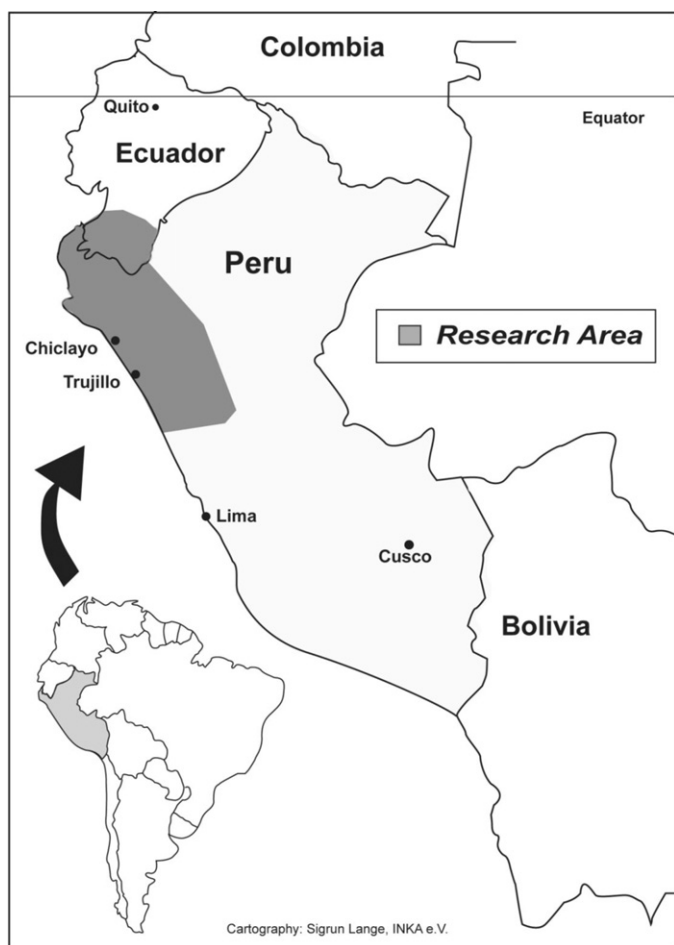 Colombia
Quito
Equator
Ecuador
Peru
Research Area
Chiclayo
Trujillo
Lima
Cusco
Bolivia
Cartography: Sigrun Lange, INKA e.V.